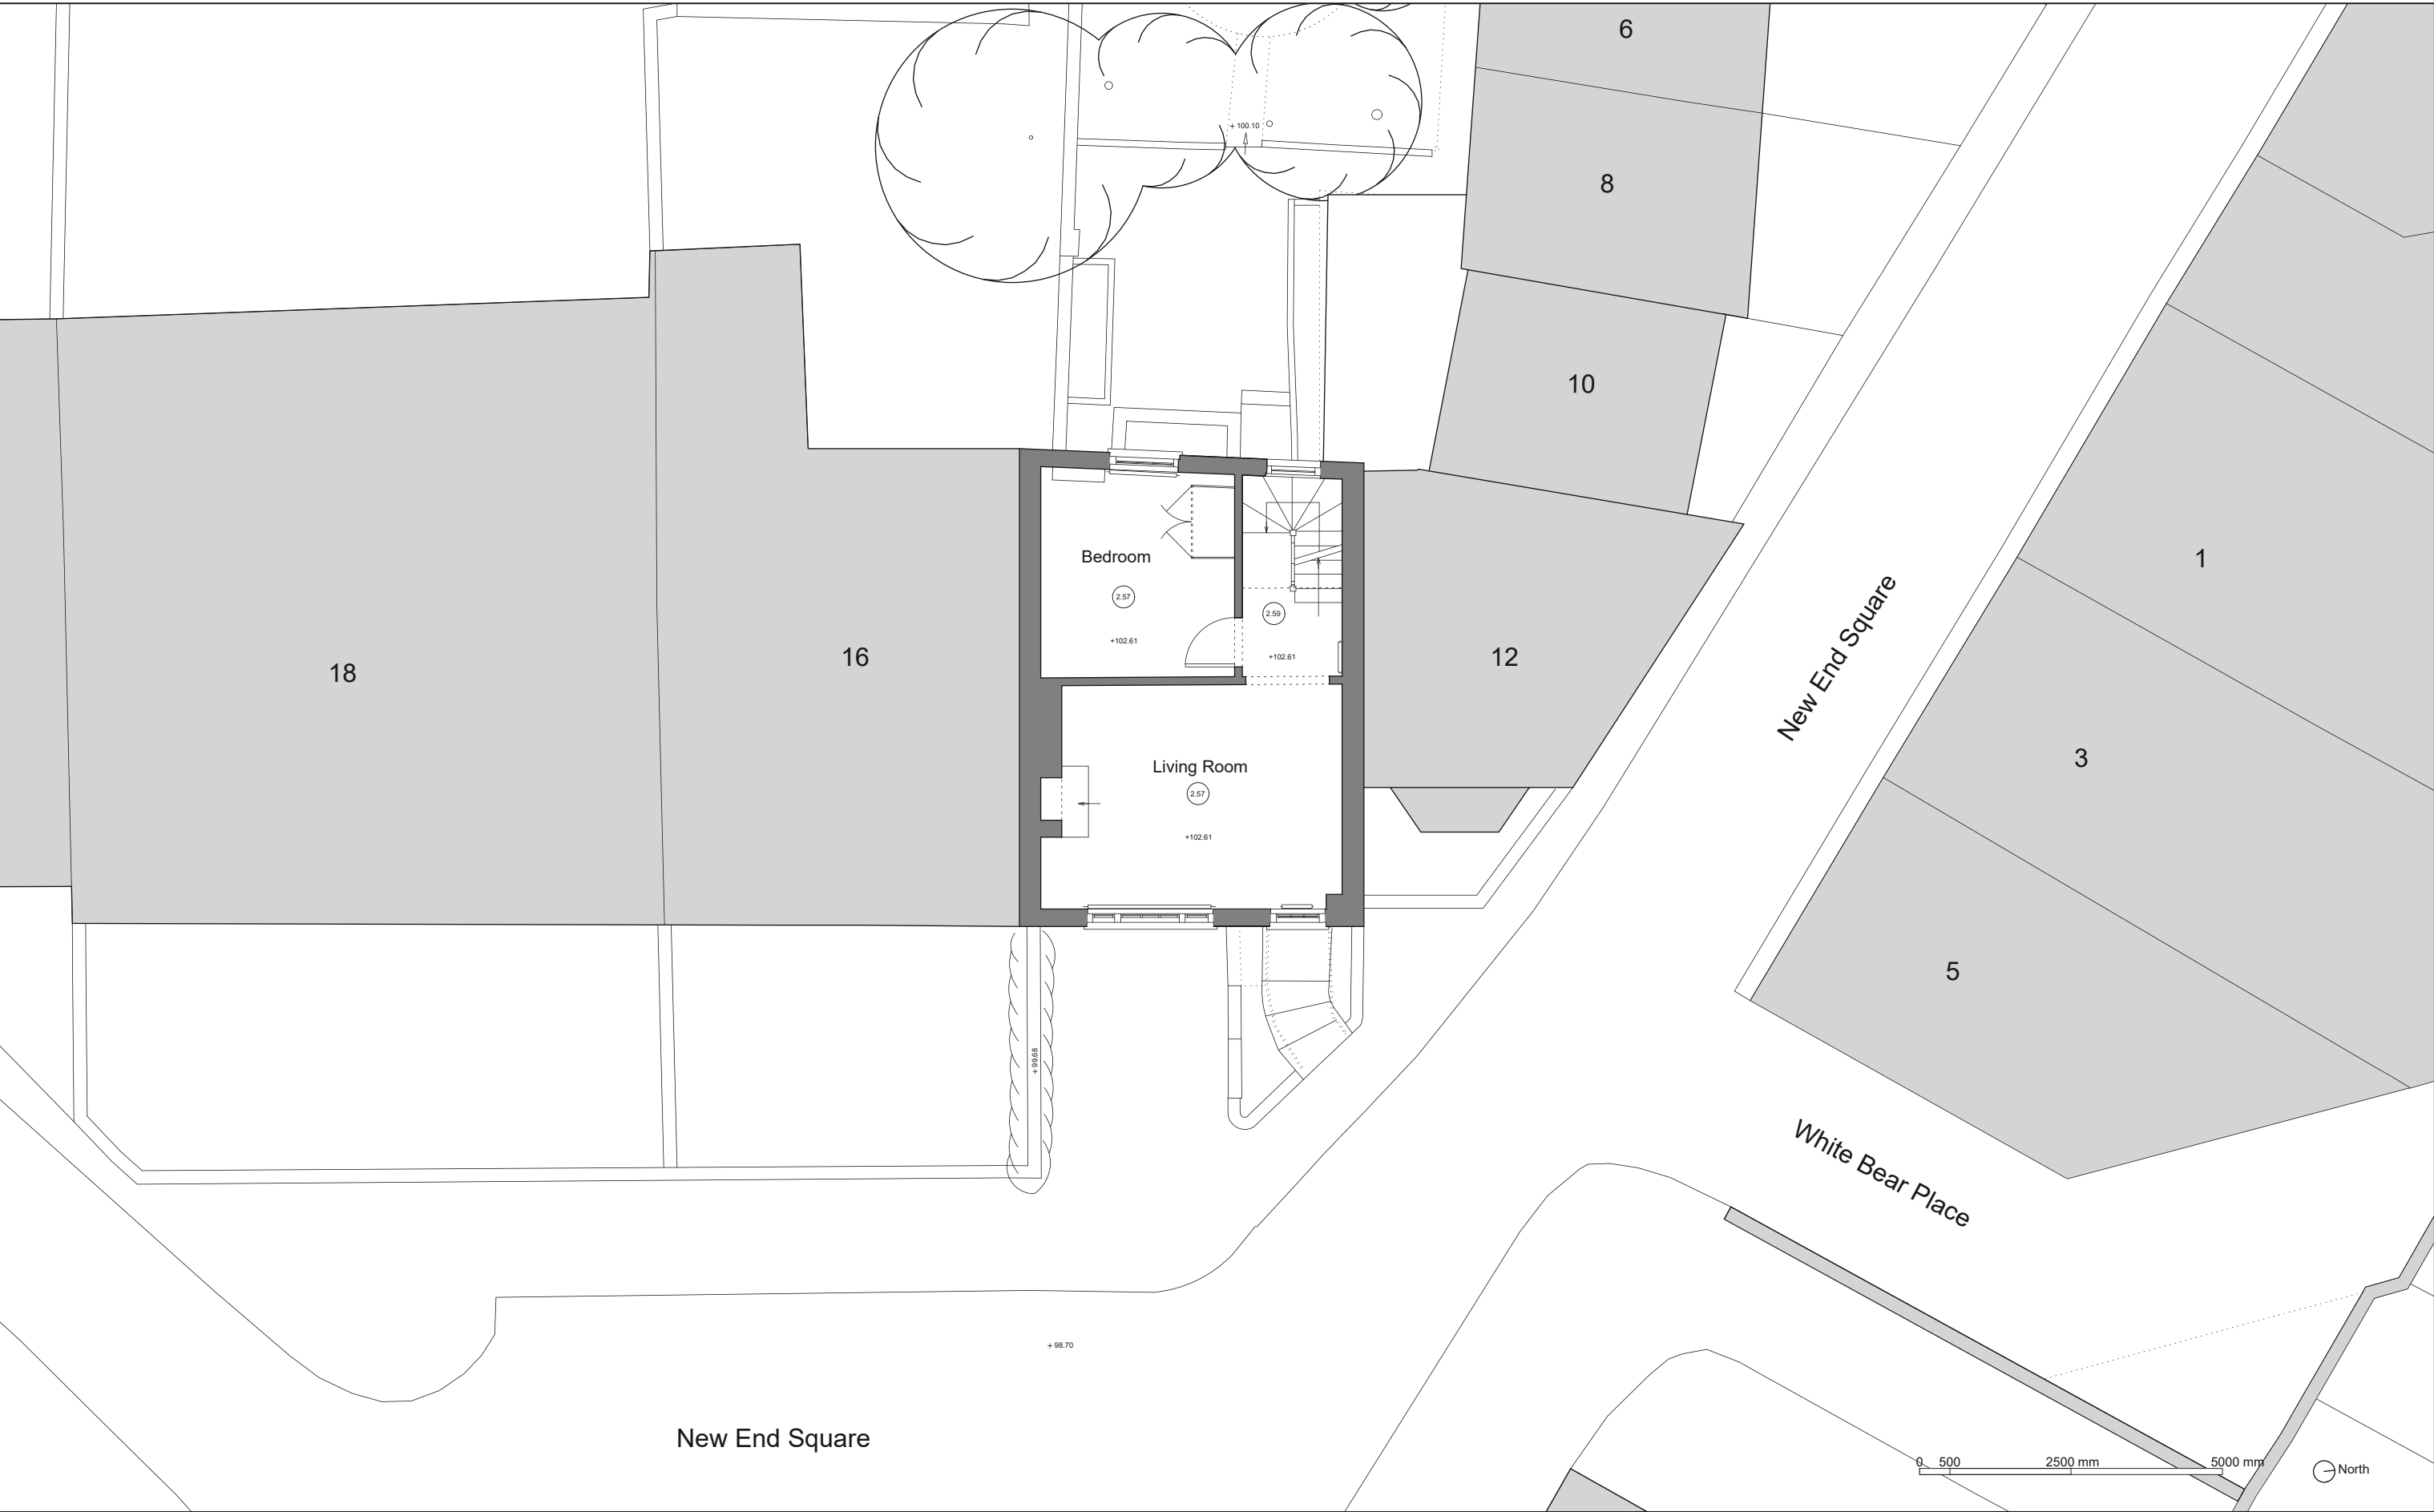 6
+ 100.10
8
10
Bedroom
1
2.57
2.59
+102.61
+102.61
New End Square
18
16
12
3
Living Room
2.57
+102.61
5
+ 99.68
White Bear Place
+ 98.70
New End Square
0 500 2500 mm 5000 mm
North